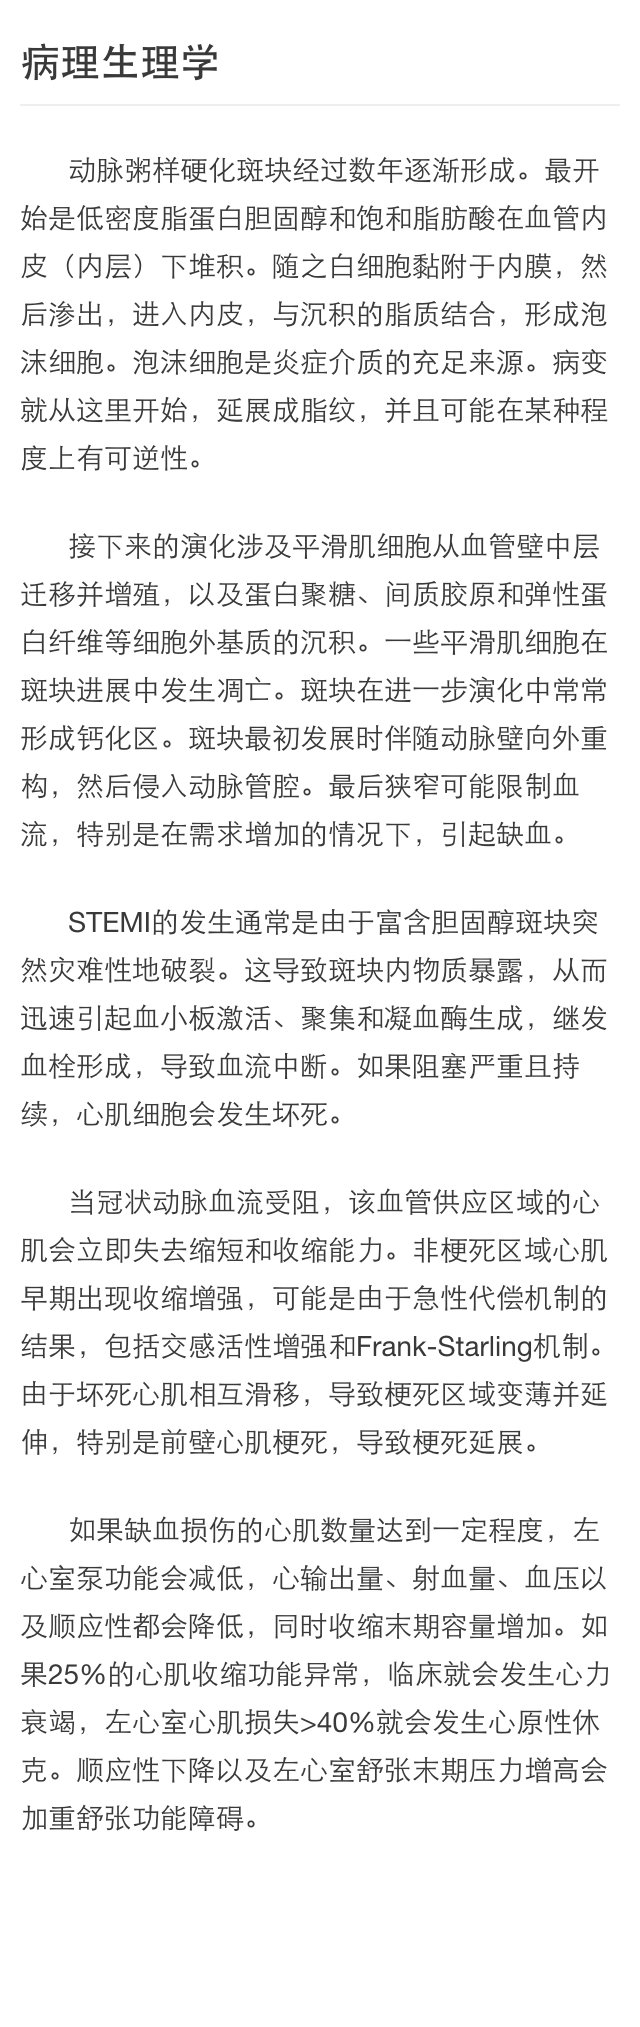 病理生理学
动脉粥样硬化斑块经过数年逐渐形成。最开
始是低密度脂蛋白胆固醇和饱和脂肪酸在血管内
皮（内层）下堆积。随之白细胞黏附于内膜，然
后渗出，进入内皮，与沉积的脂质结合，形成泡
沫细胞。泡沫细胞是炎症介质的充足来源。病变
就从这里开始，延展成脂纹，并且可能在某种程
度上有可逆性。
接下来的演化涉及平滑肌细胞从血管壁中层
迁移并增殖，以及蛋白聚糖、间质胶原和弹性蛋
白纤维等细胞外基质的沉积。一些平滑肌细胞在
斑块进展中发生凋亡。斑块在进一步演化中常常
形成钙化区。斑块最初发展时伴随动脉壁向外重
构，然后侵入动脉管腔。最后狭窄可能限制血
流，特别是在需求增加的情况下，引起缺血。
STEMI的发生通常是由于富含胆固醇斑块突
然灾难性地破裂。这导致斑块内物质暴露，从而
迅速引起血小板激活、聚集和凝血酶生成，继发
血栓形成，导致血流中断。如果阻塞严重且持
续，心肌细胞会发生坏死。
当冠状动脉血流受阻，该血管供应区域的心
肌会立即失去缩短和收缩能力。非梗死区域心肌
早期出现收缩增强，可能是由于急性代偿机制的
结果，包括交感活性增强和Frank-Starling机制。
由于坏死心肌相互滑移，导致梗死区域变薄并延
伸，特别是前壁心肌梗死，导致梗死延展。
如果缺血损伤的心肌数量达到一定程度，左
心室泵功能会减低，心输出量、射血量、血压以
及顺应性都会降低，同时收缩末期容量增加。如
果25%的心肌收缩功能异常，临床就会发生心力
衰竭，左心室心肌损失>40%就会发生心原性休
克。顺应性下降以及左心室舒张末期压力增高会
加重舒张功能障碍。